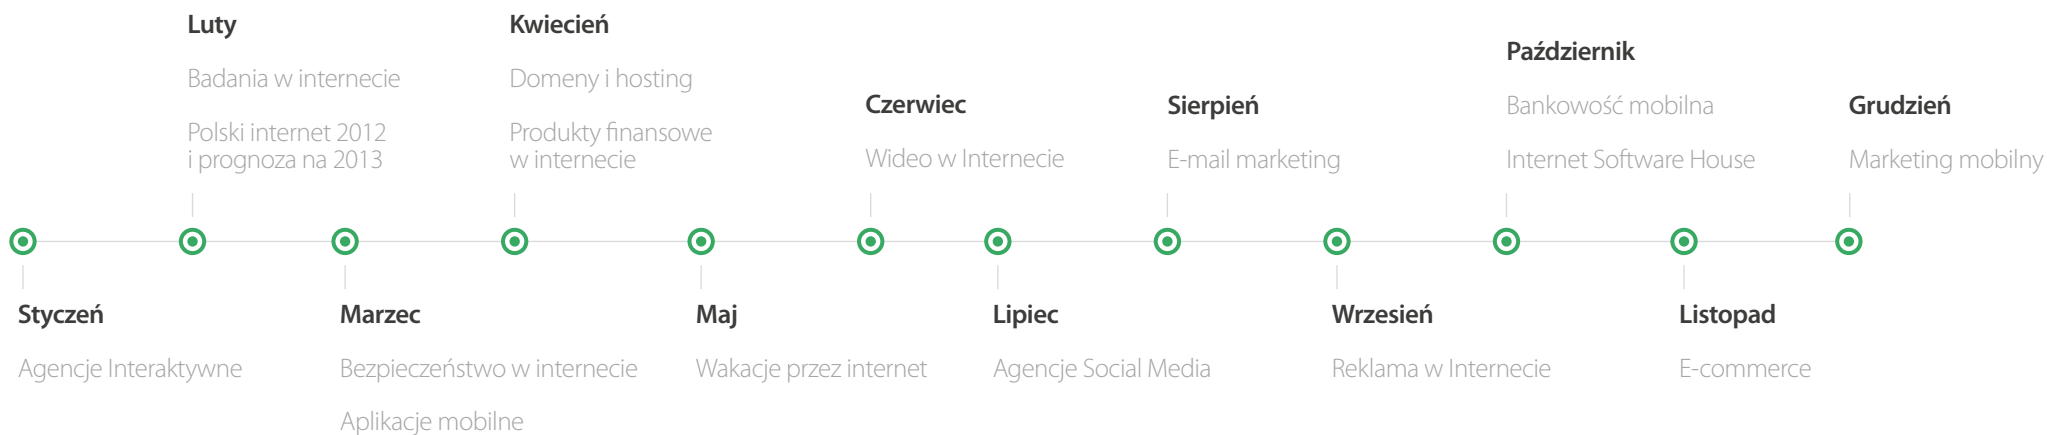 Luty
Badania w internecie
Polski internet 2012
i prognoza na 2013
Kwiecień
Domeny i hosting
Produkty finansowe
w internecie
Czerwiec
Wideo w Internecie
Sierpień
E-mail marketing
Październik
Bankowość mobilna
Internet Software House
Grudzień
Marketing mobilny
Styczeń
Agencje Interaktywne
Marzec
Bezpieczeństwo w internecie
Aplikacje mobilne
Maj
Wakacje przez internet
Lipiec
Agencje Social Media
Wrzesień
Reklama w Internecie
Listopad
E-commerce